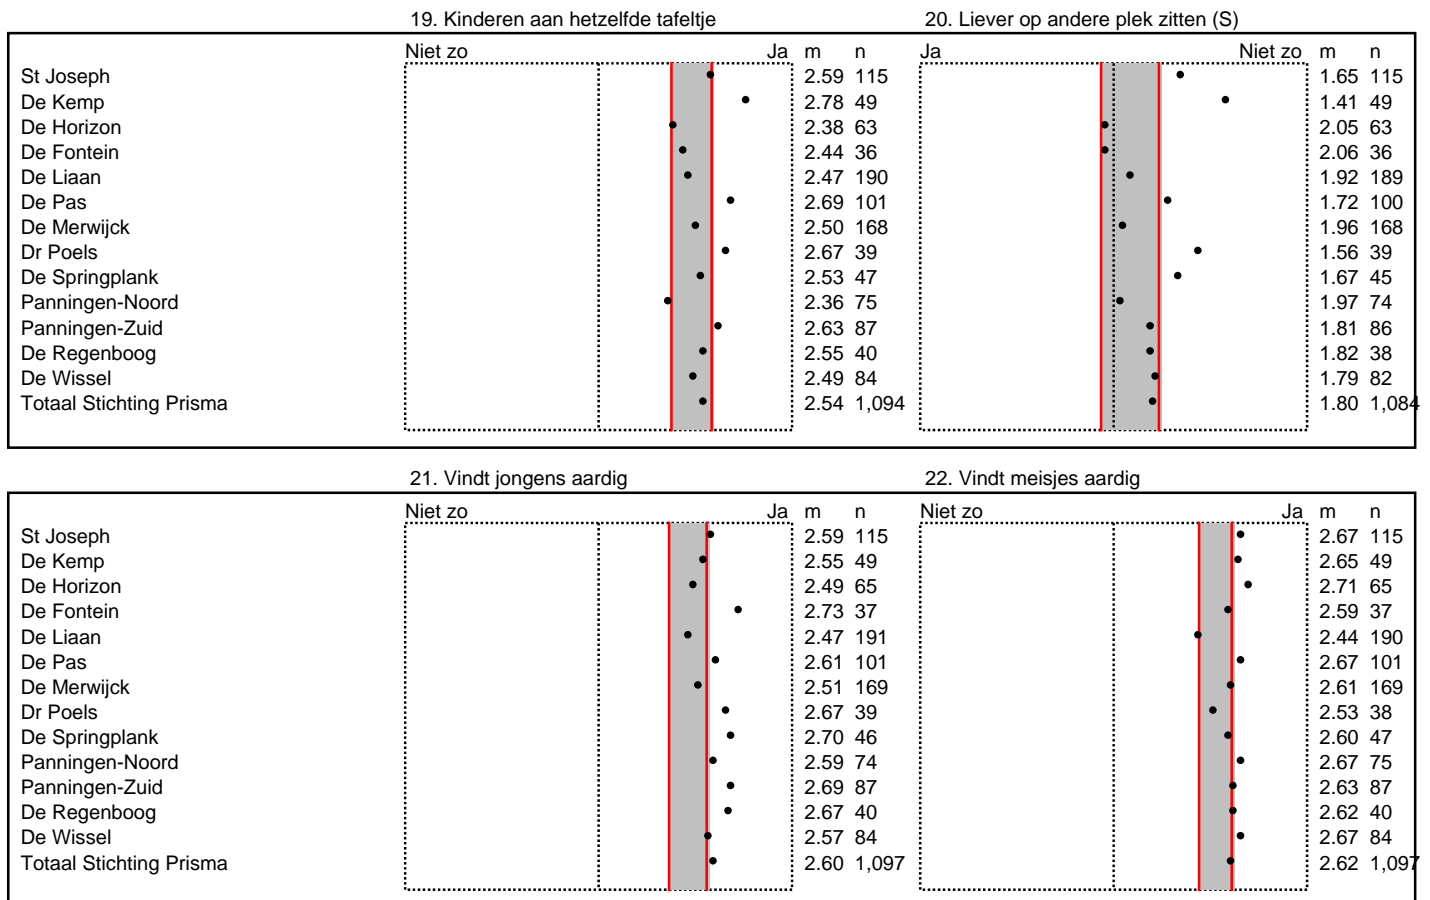 19. Kinderen aan hetzelfde tafeltje 20. Liever op andere plek zitten (S)
Niet zo Ja m n Ja Niet zo m n
St Joseph 2.59 115 1.65 115
De Kemp 2.78 49 1.41 49
De Horizon 2.38 63 2.05 63
De Fontein 2.44 36 2.06 36
De Liaan 2.47 190 1.92 189
De Pas 2.69 101 1.72 100
De Merwijck 2.50 168 1.96 168
Dr Poels 2.67 39 1.56 39
De Springplank 2.53 47 1.67 45
Panningen-Noord 2.36 75 1.97 74
Panningen-Zuid 2.63 87 1.81 86
De Regenboog 2.55 40 1.82 38
De Wissel 2.49 84 1.79 82
Totaal Stichting Prisma 2.54 1,094 1.80 1,084
21. Vindt jongens aardig 22. Vindt meisjes aardig
Niet zo Ja m n Niet zo Ja m n
St Joseph 2.59 115 2.67 115
De Kemp 2.55 49 2.65 49
De Horizon 2.49 65 2.71 65
De Fontein 2.73 37 2.59 37
De Liaan 2.47 191 2.44 190
De Pas 2.61 101 2.67 101
De Merwijck 2.51 169 2.61 169
Dr Poels 2.67 39 2.53 38
De Springplank 2.70 46 2.60 47
Panningen-Noord 2.59 74 2.67 75
Panningen-Zuid 2.69 87 2.63 87
De Regenboog 2.67 40 2.62 40
De Wissel 2.57 84 2.67 84
Totaal Stichting Prisma 2.60 1,097 2.62 1,097